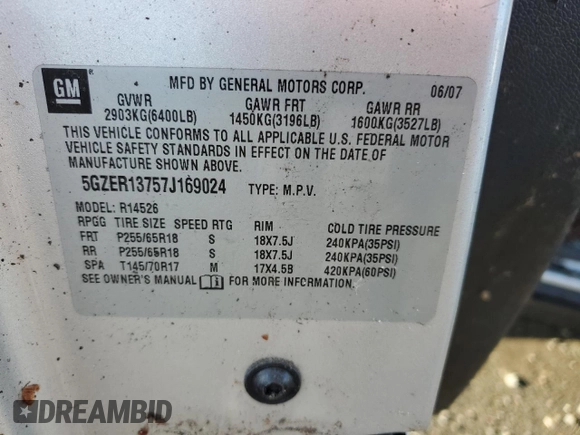 GM
MFD BY GENERAL MOTORS CORP. 06/07
GVWR GAWR FRT GAWR RR
2903KG(6400LB) 1450KG(3196LB) 1600KG(3527LB)
THIS VEHICLE CONFORMS TO ALL APPLICABLE U.S. FEDERAL MOTOR
VEHICLE SAFETY STANDARDS IN EFFECT ON THE DATE OF
MANUFACTURE SHOWN ABOVE.
5GZER13757J169024 TYPE: M.P.V.
MODEL: R14526
RPGG TIRE SIZE SPEED RTG RIM COLD TIRE PRESSURE
FRT P255/65R18 S 18X7.5J 240KPA(35PSI)
RR P255/65R18 S 18X7.5J 240KPA(35PSI)
SPA T145/70R17 M 17X4.5B 420KPA(60PSI)
SEE OWNER'S MANUAL FOR MORE INFORMATION.
DREAMBID